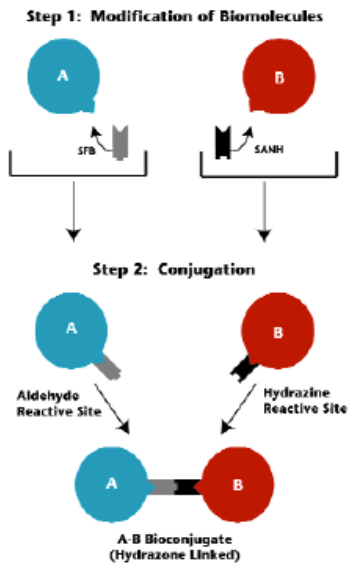 Step 1: Modification of Biomolecules
A
B
SFB
SANH
Step 2: Conjugation
A
B
Aldehyde
Reactive Site
Hydrazine
Reactive Site
A
B
A-B Bioconjugate
(Hydrazone Linked)